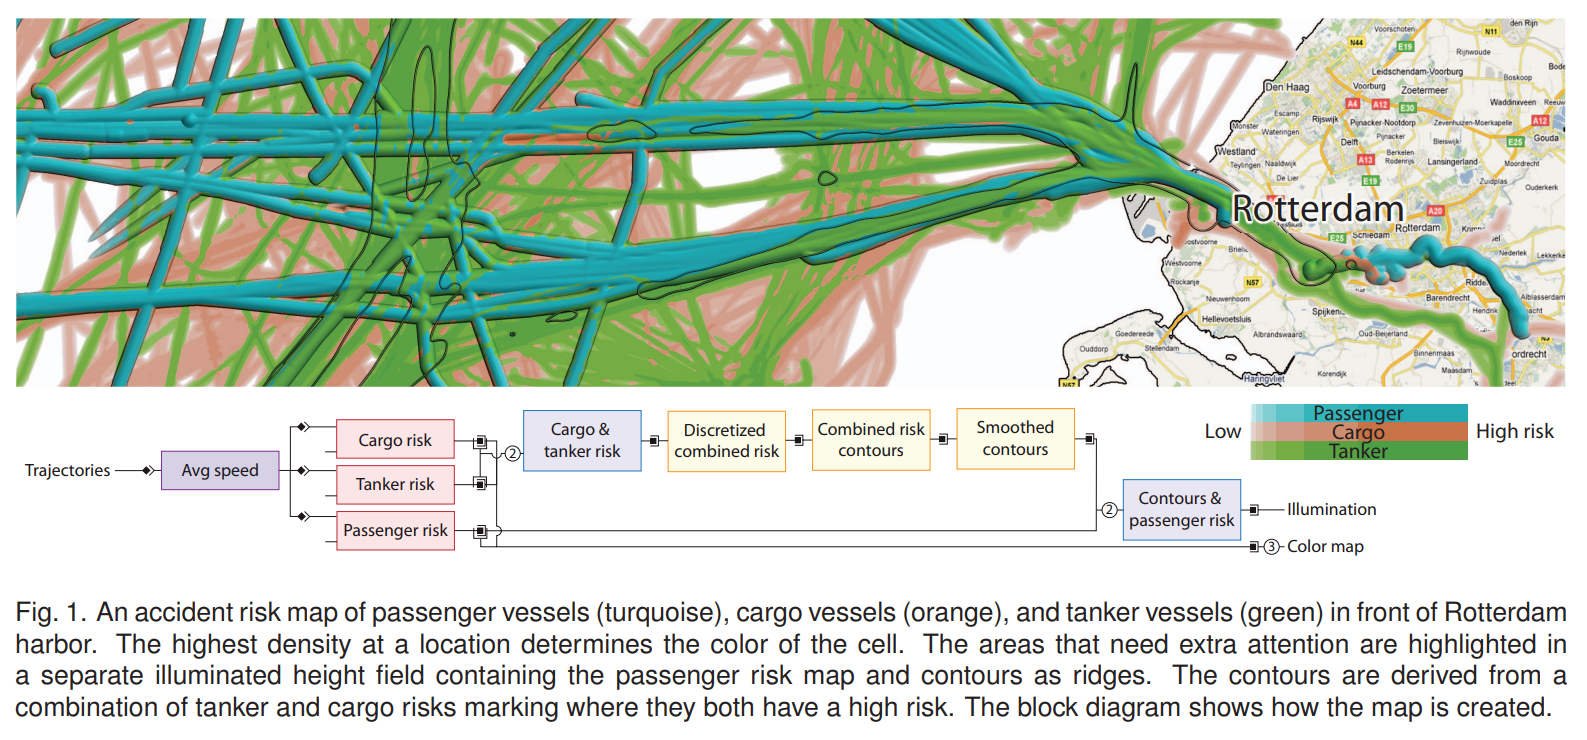 Voorschoten
den Rijn
N11
N44
E19
Rijnwoude
Leidschendam-Voorburg
Bode
Boskoop
Den Haag
Voorburg
Zoetermeer
A4
A12
E30
Waddinxveen
Reeuw
Escamp
Rijswijk
Pijnacker-Nootdorp
Zevenhuizen-Moerkapelle
A12
Monster
Wateringen
Pijnacker
Delft
Bleiswijk
E25
Gouda
Westland
Berkelen
Rodenrijs
A13
Lansingerland
Moordrecht
Teylingen
Naaldwijk
De Lier
E19
Zuidplas
Ouderkerk
Rotterdam
A20
E25
Schiedam
Rotterdam
Krimp
ostvoorne
Brielle
Nederlek
Lekkerke
Westvoorne
Rockanje
N57
Ridde
Nieuwenhoorn
Barendrecht
Alblasserdam
Hellevoetsluis
Spijken
Hendrik
acht
Goedereede
Albrandswaard
Oud-Beijerland
Ouddorp
Stellendam
Binnenmaas
ordrecht
Maasdam
N57
Haringvliet
Korendijk
deel
Trajectories
Avg speed
Cargo risk
Tanker risk
Passenger risk
2
Cargo &
tanker risk
Discretized
combined risk
Combined risk
contours
Smoothed
contours
2
Contours &
passenger risk
Illumination
3 Color map
Low
Passenger
Cargo
Tanker
High risk
Fig. 1. An accident risk map of passenger vessels (turquoise), cargo vessels (orange), and tanker vessels (green) in front of Rotterdam
harbor. The highest density at a location determines the color of the cell. The areas that need extra attention are highlighted in
a separate illuminated height field containing the passenger risk map and contours as ridges. The contours are derived from a
combination of tanker and cargo risks marking where they both have a high risk. The block diagram shows how the map is created.